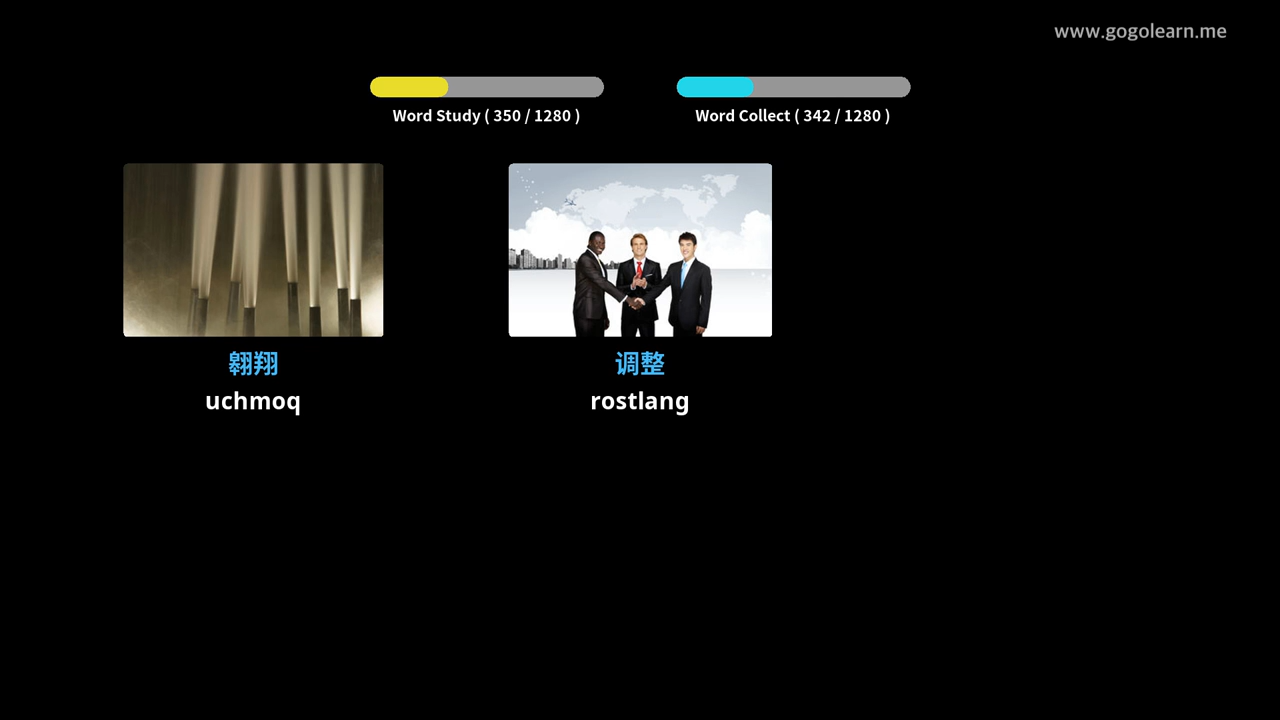 www.gogolearn.me
Word Study ( 350 / 1280 )
Word Collect ( 342 / 1280 )
翱翔
uchmoq
调整
rostlang